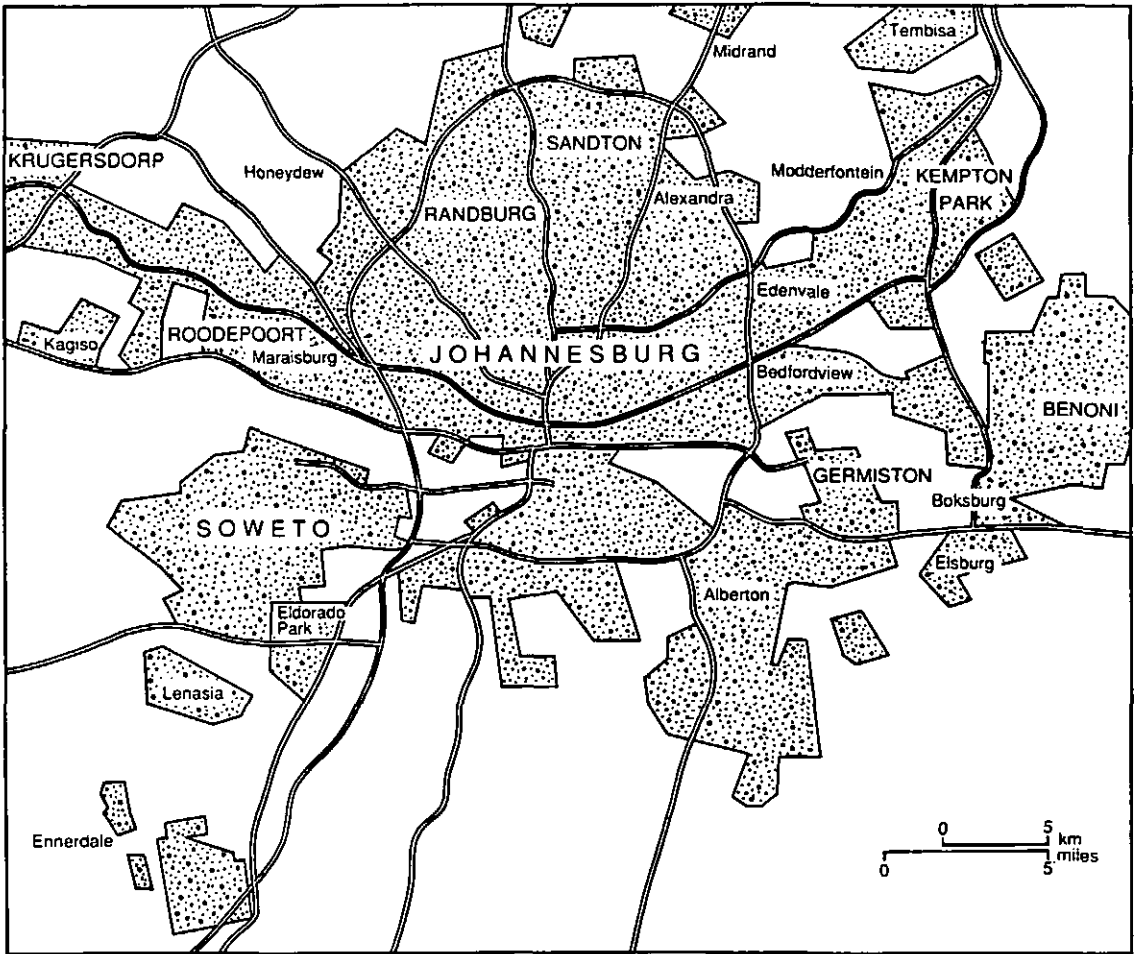 Tembisa
Midrand
SANDTON
KRUGERSDORP
Honeydew
Modderfontein
KEMPTON
PARK
Alexandra
RANDBURG
Edenvale
ROODEPOORT
Kagiso
Maraisburg
JOHANNESBURG
Bedfordview
BENONI
GERMISTON
Boksburg
SOWETO
Elsburg
Alberton
Eldorado
Park
Lenasia
Ennerdale
0 5
km
miles
0 5